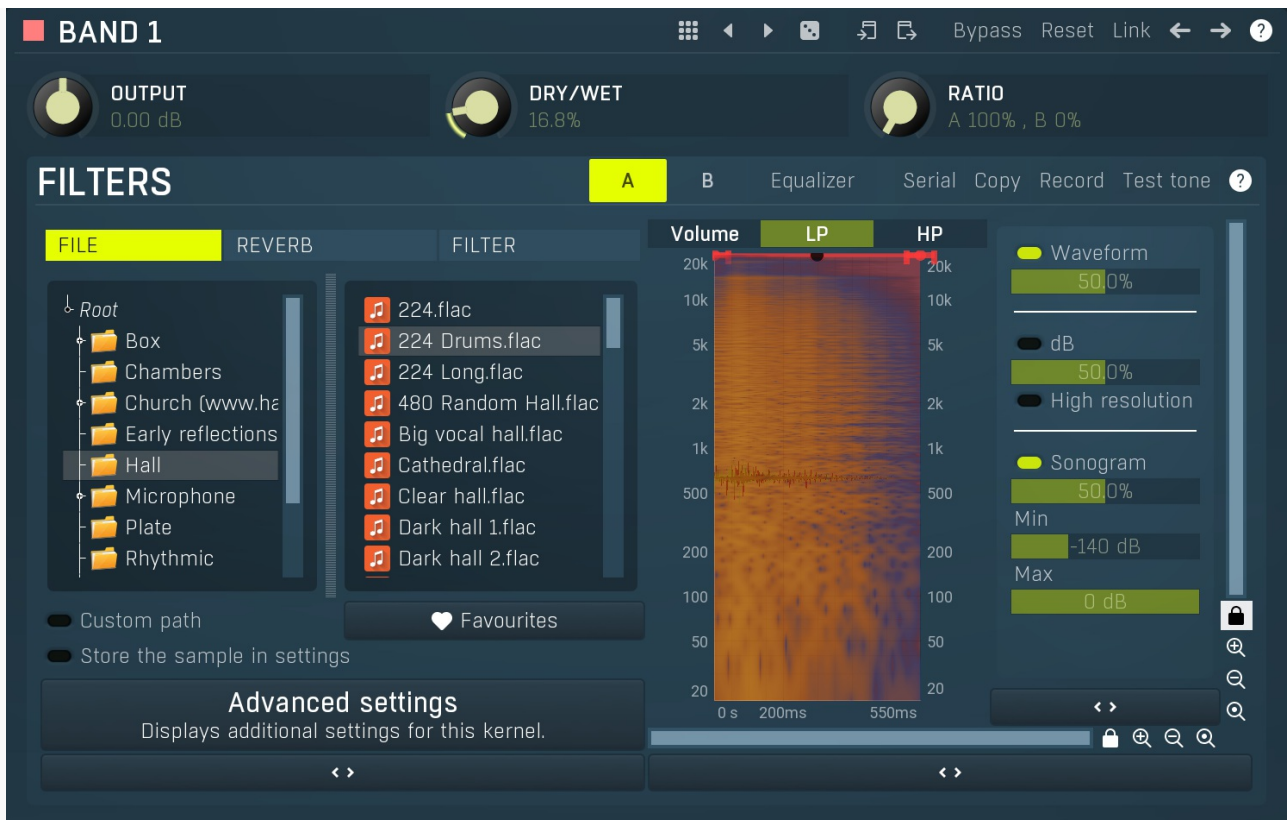 BAND 1
Bypass Reset Link ?
OUTPUT
0.00 dB
DRY/WET
16.8%
RATIO
A 100% , B 0%
FILTERS
A B Equalizer Serial Copy Record Test tone ?
FILE REVERB FILTER
Root
Box
Chambers
Church (www.ha
Early reflections
Hall
Microphone
Plate
Rhythmic
224.flac
224 Drums.flac
224 Long.flac
480 Random Hall.flac
Big vocal hall.flac
Cathedral.flac
Clear hall.flac
Dark hall 1.flac
Dark hall 2.flac
Custom path
Favourites
Store the sample in settings
Advanced settings
Displays additional settings for this kernel.
Volume LP HP
20k 20k
10k 10k
5k 5k
2k 2k
1k 1k
500 500
200 200
100 100
50 50
20 20
0 s 200ms 550ms
Waveform
50.0%
dB
50.0%
High resolution
Sonogram
50.0%
Min
-140 dB
Max
0 dB